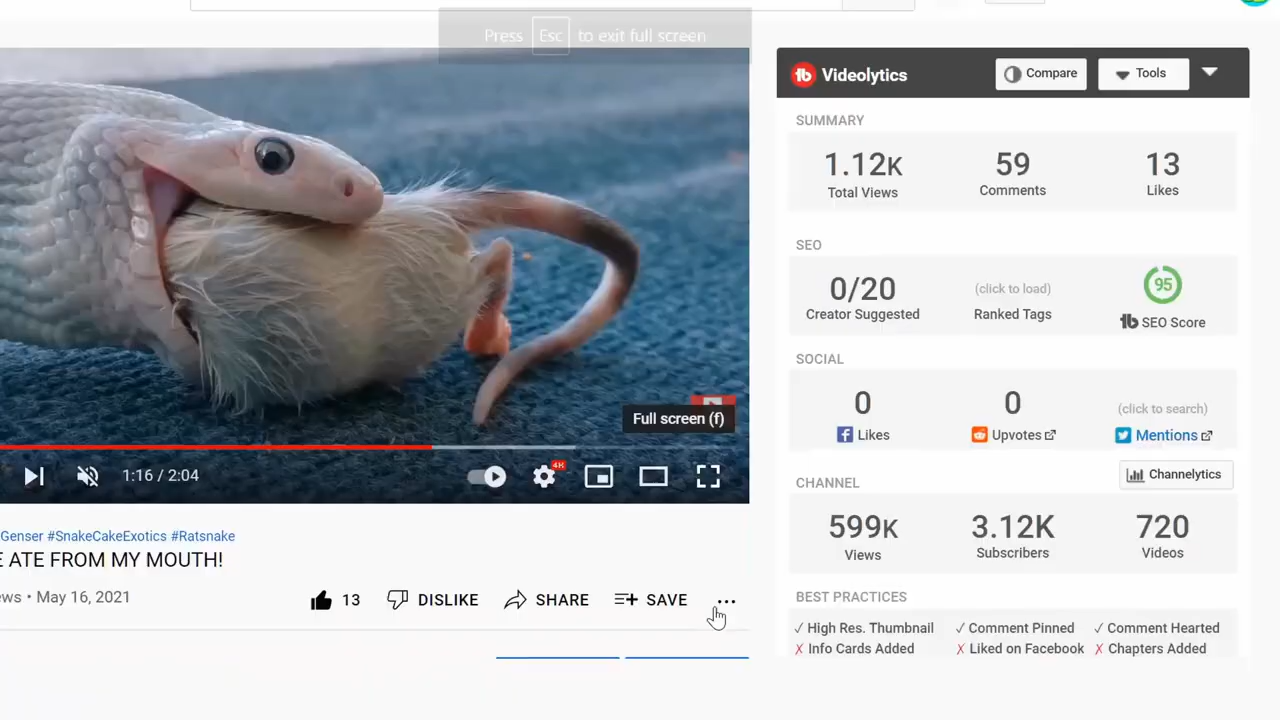 Press Esc to exit full screen
Videolytics
Compare
Tools
SUMMARY
1.12K
Total Views
59
Comments
13
Likes
SEO
0/20
Creator Suggested
(click to load)
Ranked Tags
95
SEO Score
SOCIAL
0
Likes
0
Upvotes
(click to search)
Mentions
Channelytics
CHANNEL
599K
Views
3.12K
Subscribers
720
Videos
BEST PRACTICES
✓ High Res. Thumbnail
✓ Comment Pinned
✓ Comment Hearted
✗ Info Cards Added
✗ Liked on Facebook
✗ Chapters Added
Full screen (f)
1:16 / 2:04
4K
Genser #SnakeCakeExotics #Ratsnake
E ATE FROM MY MOUTH!
ews • May 16, 2021
13
DISLIKE
SHARE
SAVE